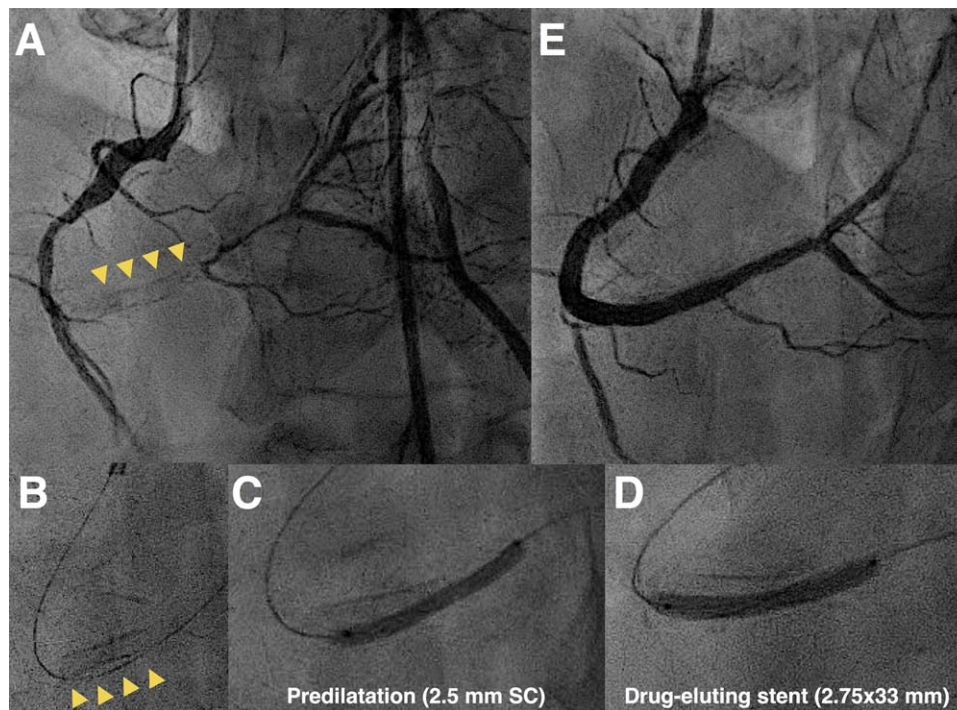 A
E
B
C
D
Predilatation (2.5 mm SC)
Drug-eluting stent (2.75x33 mm)